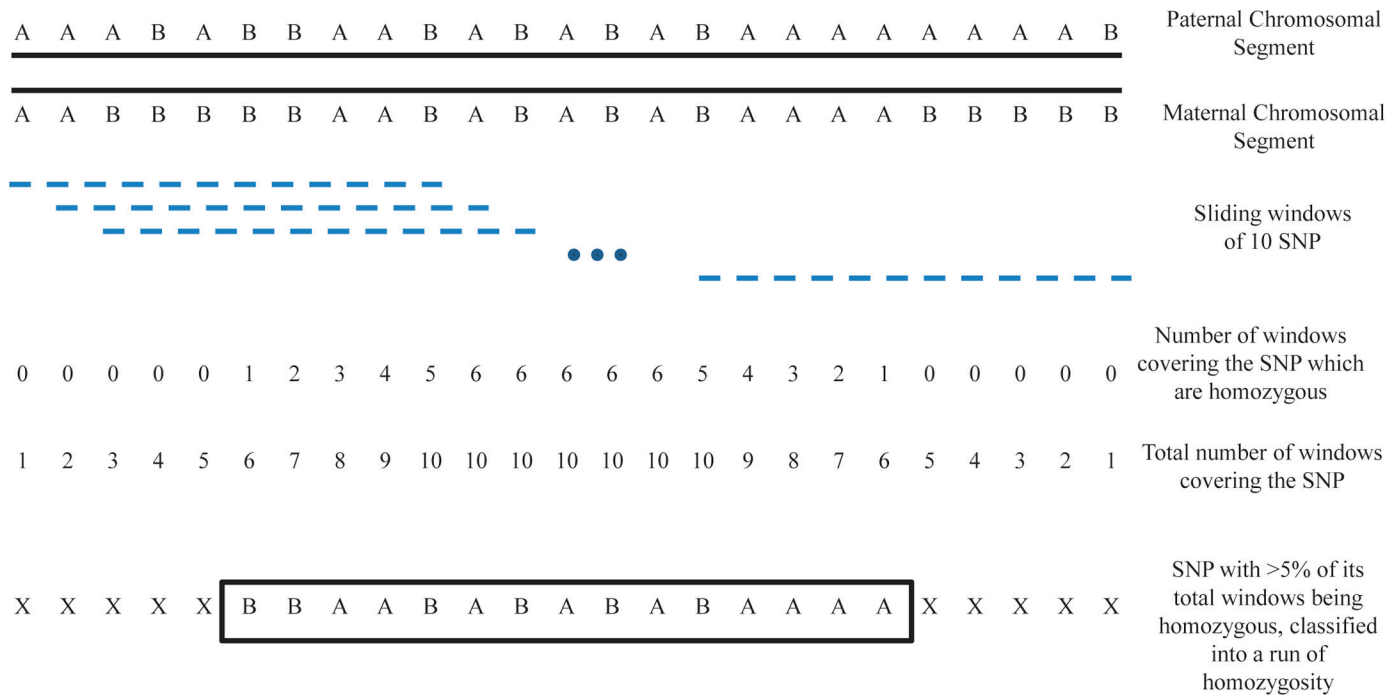 A A A B A B B A A B A B A B A B A A A A A A A A B
Paternal Chromosomal
Segment
A A B B B B B A A B A B A B A B A A A A B B B B B
Maternal Chromosomal
Segment
Sliding windows
of 10 SNP
Number of windows
covering the SNP which
are homozygous
0 0 0 0 0 1 2 3 4 5 6 6 6 6 6 5 4 3 2 1 0 0 0 0 0
1 2 3 4 5 6 7 8 9 10 10 10 10 10 10 10 9 8 7 6 5 4 3 2 1
Total number of windows
covering the SNP
X X X X X B B A A B A B A B A B A A A A X X X X X
SNP with >5% of its
total windows being
homozygous, classified
into a run of
homozygosity